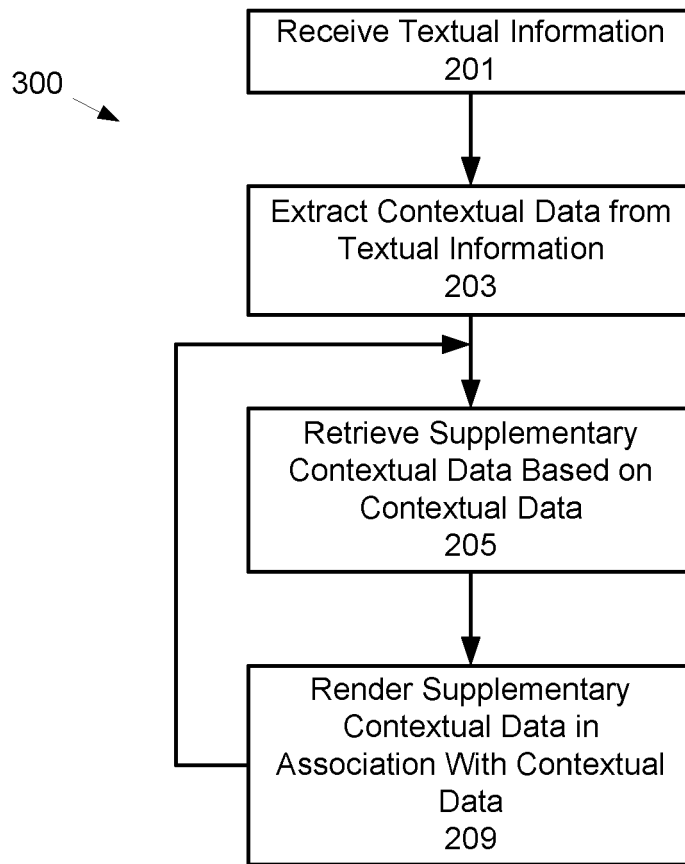 Receive Textual Information
201
300
Extract Contextual Data from
Textual Information
203
Retrieve Supplementary
Contextual Data Based on
Contextual Data
205
Render Supplementary
Contextual Data in
Association With Contextual
Data
209